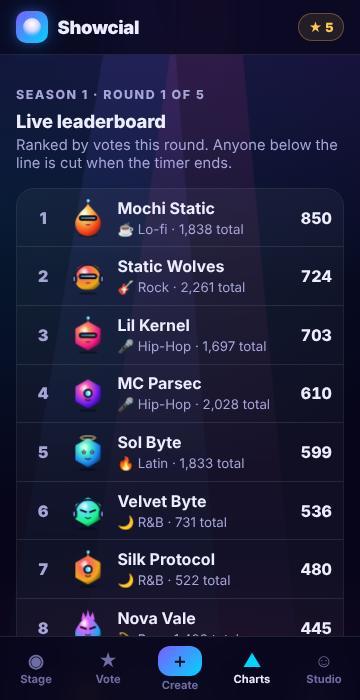 Showcial
★ 5
SEASON 1 · ROUND 1 OF 5
Live leaderboard
Ranked by votes this round. Anyone below the
line is cut when the timer ends.
1 Mochi Static 850
☕ Lo-fi · 1,838 total
2 Static Wolves 724
🎸 Rock · 2,261 total
3 Lil Kernel 703
🎤 Hip-Hop · 1,697 total
4 MC Parsec 610
🎤 Hip-Hop · 2,028 total
5 Sol Byte 599
🔥 Latin · 1,833 total
6 Velvet Byte 536
🌙 R&B · 731 total
7 Silk Protocol 480
🌙 R&B · 522 total
8 Nova Vale 445
Stage Vote Create Charts Studio